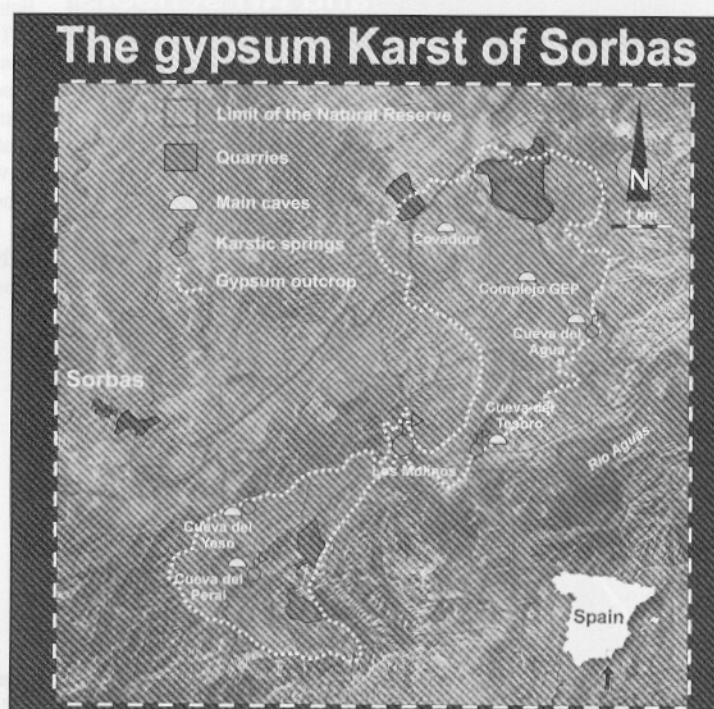 The gypsum Karst of Sorbas
Limit of the Natural Reserve
Quarries
Main caves
Karstic springs
Gypsum outcrop
N
1 km
Covadura
Complejo GEP
Cueva del
Agua
Sorbas
Cueva del
Tesoro
Rio Aguas
Los Molinos
Cueva del
Yeso
Cueva del
Peral
Spain